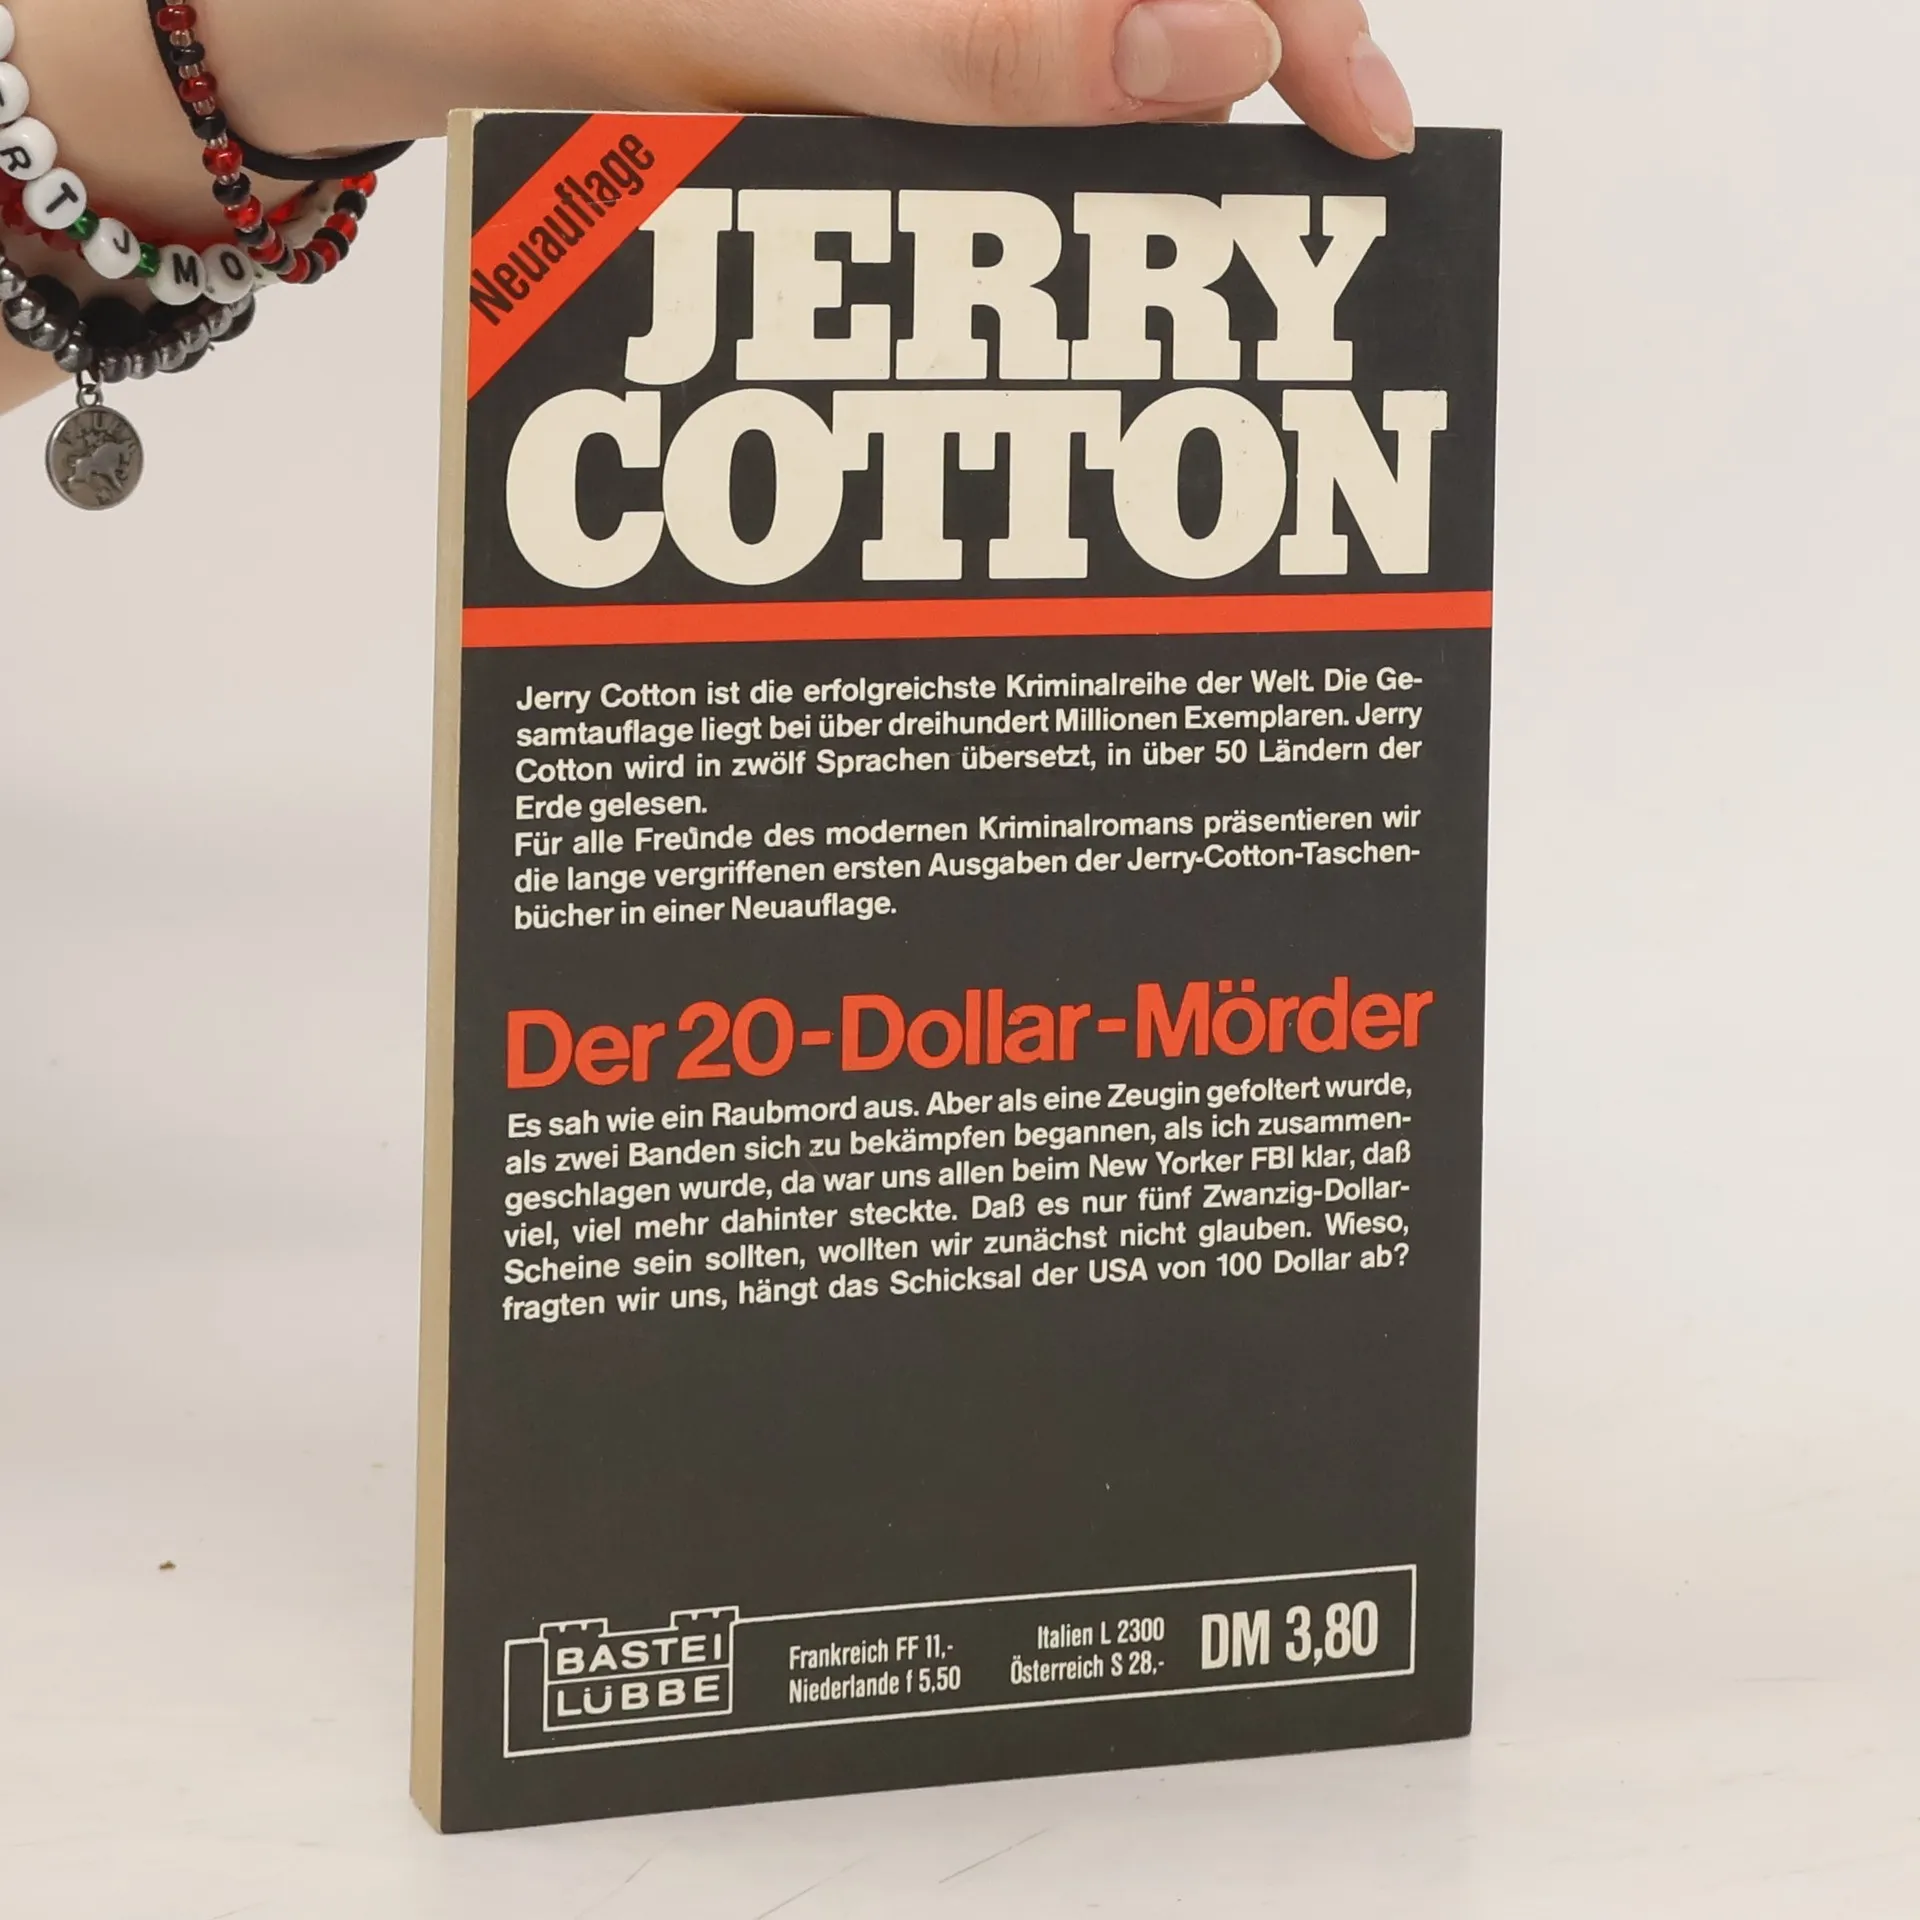 Neuauflage
JERRY
COTTON
Jerry Cotton ist die erfolgreichste Kriminalreihe der Welt. Die Ge-
samtauflage liegt bei über dreihundert Millionen Exemplaren. Jerry
Cotton wird in zwölf Sprachen übersetzt, in über 50 Ländern der
Erde gelesen.
Für alle Freunde des modernen Kriminalromans präsentieren wir
die lange vergriffenen ersten Ausgaben der Jerry-Cotton-Taschen-
bücher in einer Neuauflage.
Der 20-Dollar-Mörder
Es sah wie ein Raubmord aus. Aber als eine Zeugin gefoltert wurde,
als zwei Banden sich zu bekämpfen begannen, als ich zusammen-
geschlagen wurde, da war uns allen beim New Yorker FBI klar, daß
viel, viel mehr dahinter steckte. Daß es nur fünf Zwanzig-Dollar-
Scheine sein sollten, wollten wir zunächst nicht glauben. Wieso,
fragten wir uns, hängt das Schicksal der USA von 100 Dollar ab?
BASTEI
LÜBBE
Frankreich FF 11,-
Niederlande f 5,50
Italien L 2300
Österreich S 28,-
DM 3,80
R T J M O